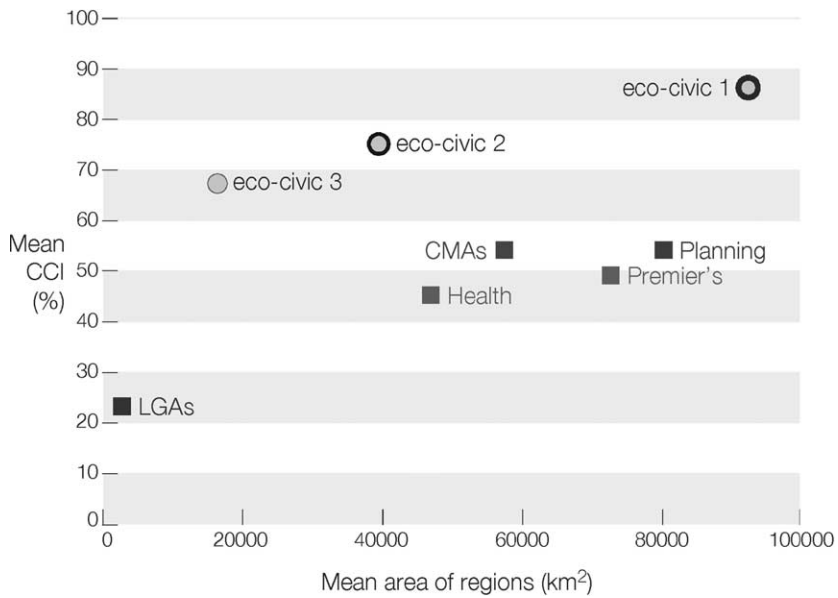 100
90
eco-civic 1
80
eco-civic 2
70
eco-civic 3
60
Mean
CCI
(%)
CMAs
Planning
50
Premier's
Health
40
30
LGAs
20
10
0
0 20000 40000 60000 80000 100000
Mean area of regions (km²)